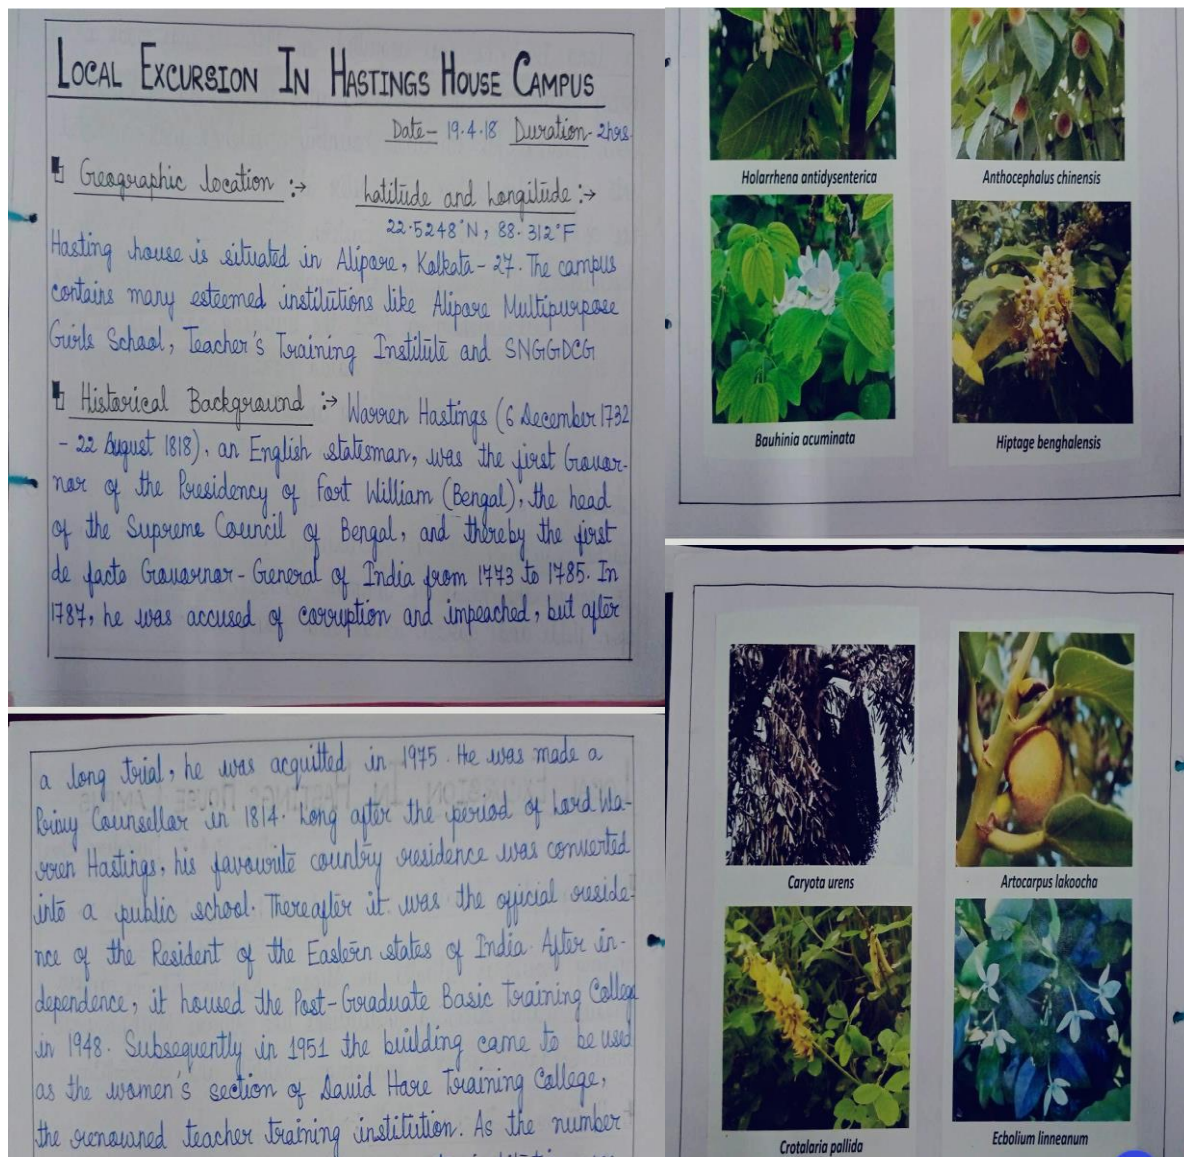 LOCAL EXCURSION IN HASTINGS HOUSE CAMPUS
Date- 19.4.18 Duration- 2hrs.
Geographic location :→ Latitude and Longitude :→
22.5248°N, 88.312°F
Hasting house is situated in Alipore, Kolkata-27. The campus
contains many esteemed institutions like Alipore Multipurpose
Girls School, Teacher's Training Institute and SNGGDCG
Historical Background :→ Warren Hastings (6 December 1732
- 22 August 1818), an English statesman, was the first Gover-
nor of the Presidency of Fort William (Bengal), the head
of the Supreme Council of Bengal, and thereby the first
de facto Governor-General of India from 1773 to 1785. In
1787, he was accused of corruption and impeached, but after
a long trial, he was acquitted in 1975. He was made a
Privy Counsellor in 1814. Long after the period of Lord Wa-
rren Hastings, his favourite country residence was converted
into a public school. Thereafter it was the official reside-
nce of the Resident of the Eastern states of India. After in-
dependence, it housed the Post-Graduate Basic Training College
in 1948. Subsequently in 1951 the building came to be used
as the women's section of David Hare Training College,
the renowned teacher training institution. As the number
Holarrhena antidysenterica
Anthocephalus chinensis
Bauhinia acuminata
Hiptage benghalensis
Caryota urens
Artocarpus lakoocha
Crotalaria pallida
Ecbolium linneanum